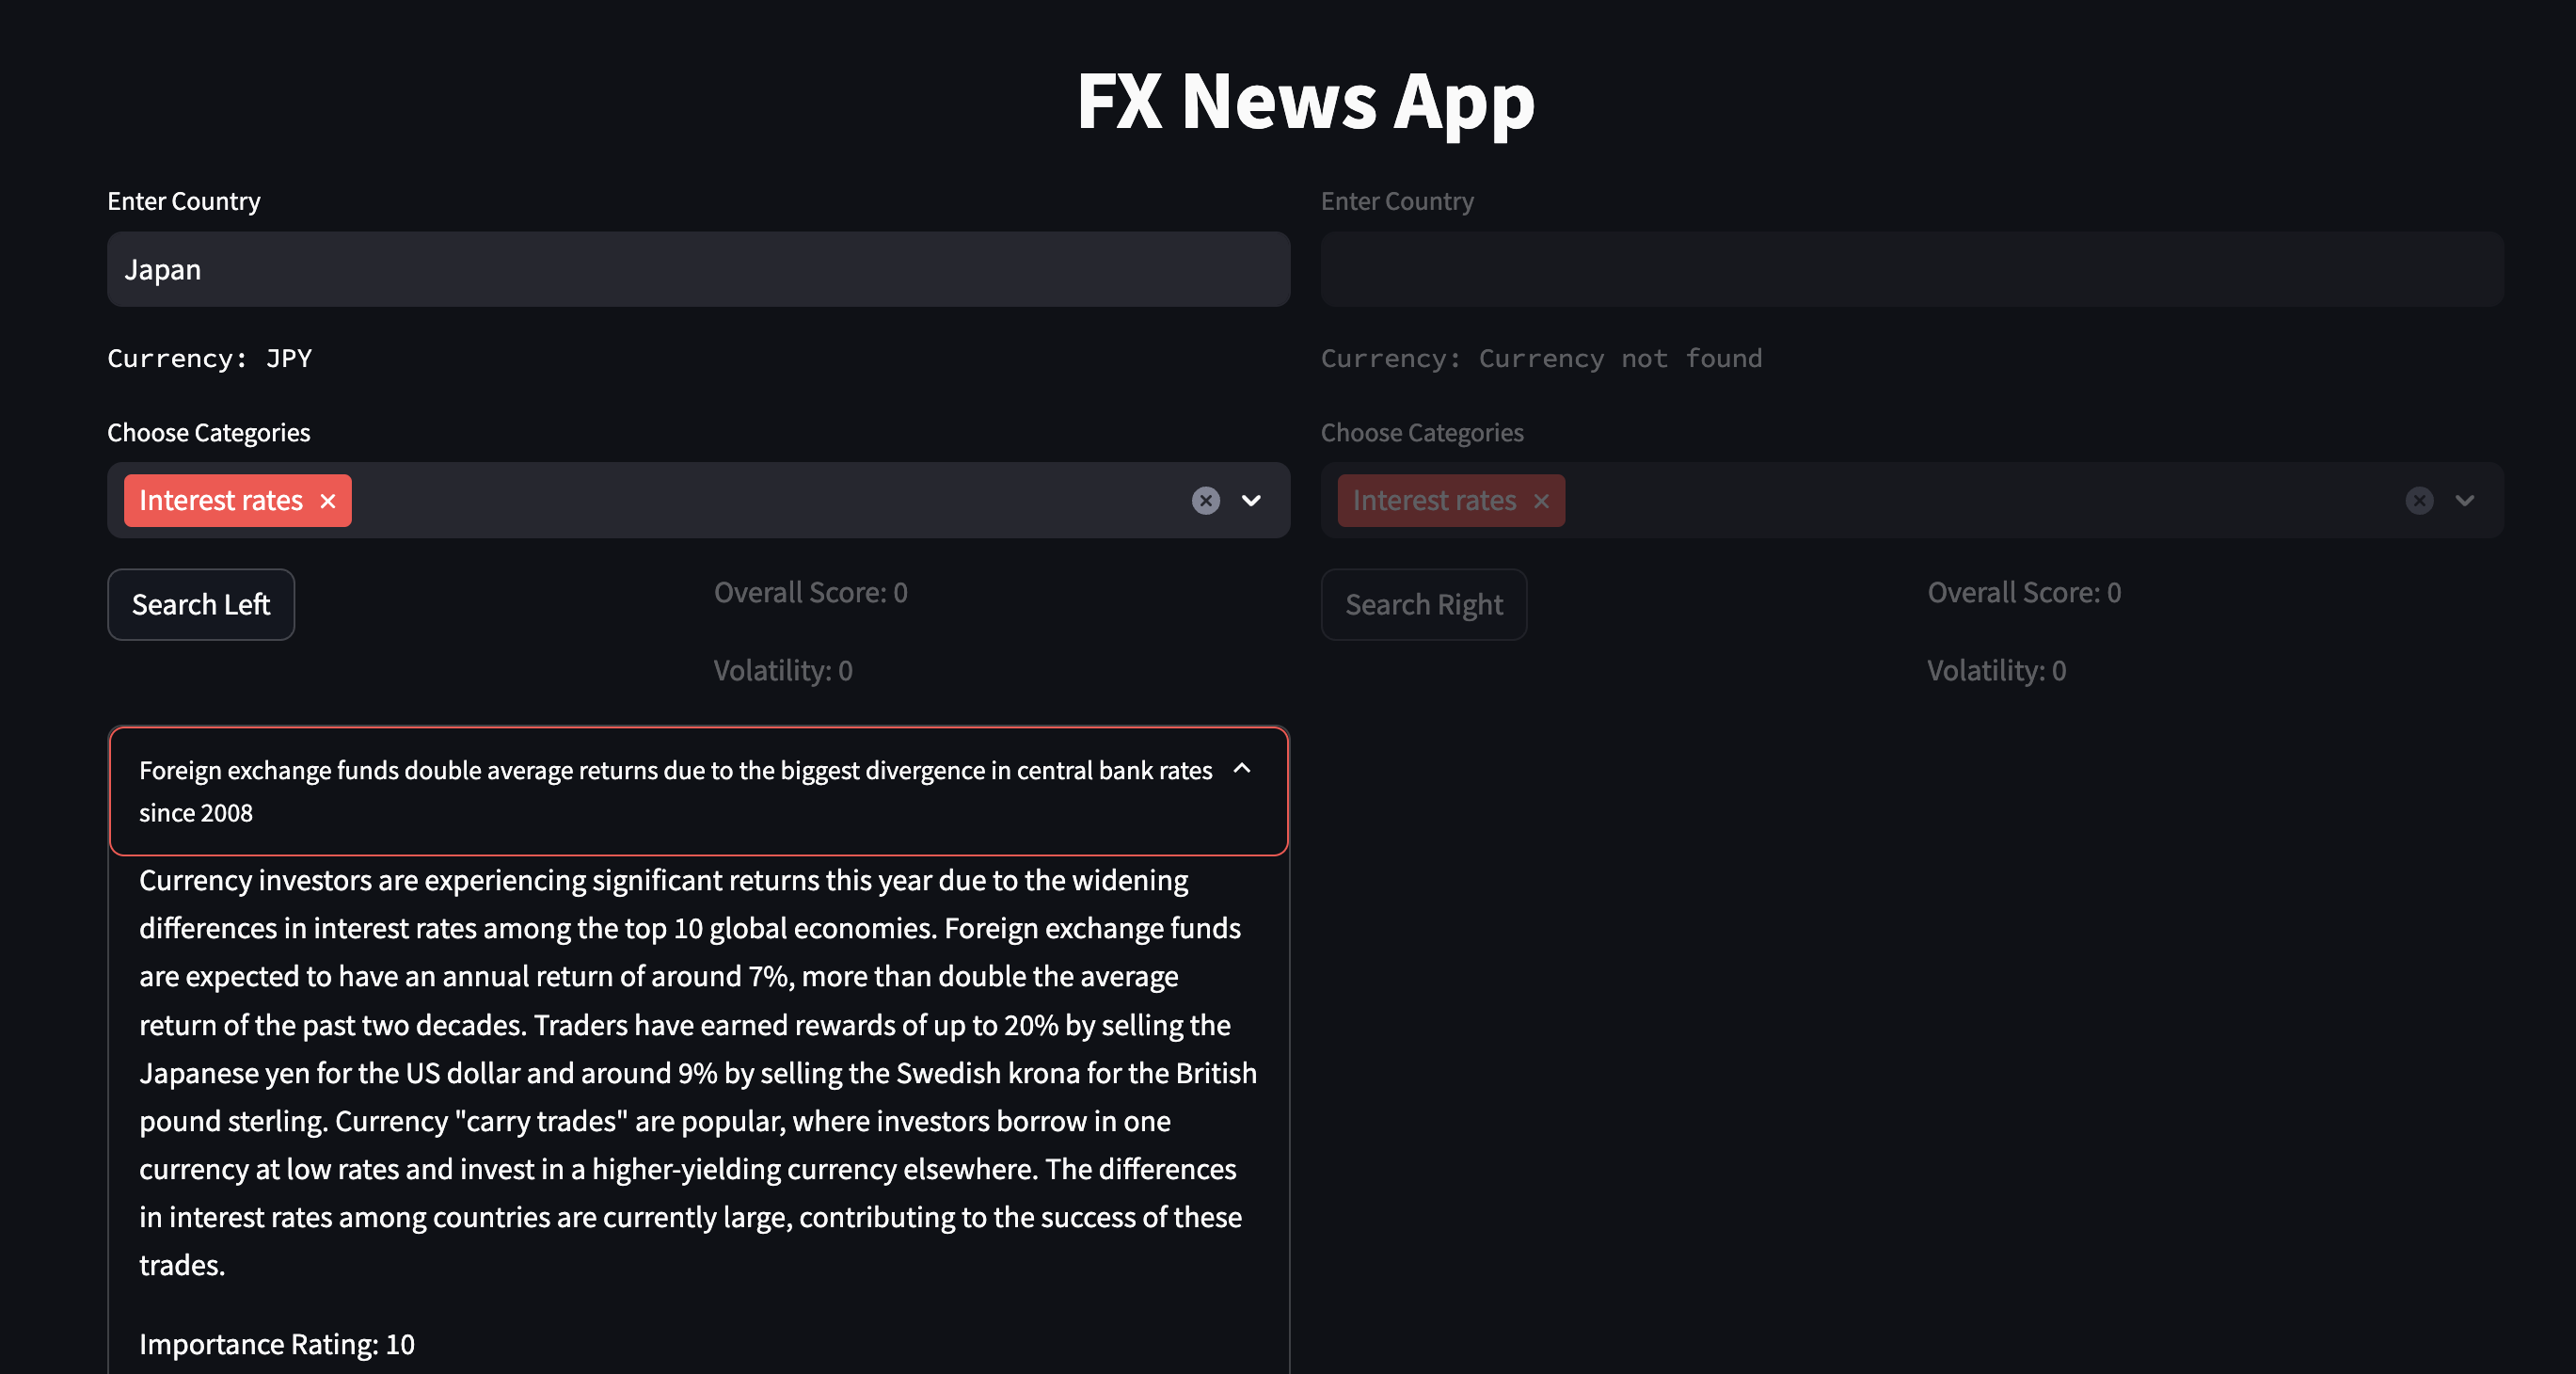 FX News App
Enter Country
Japan
Currency: JPY
Choose Categories
Interest rates
Search Left
Overall Score: 0
Volatility: 0
Foreign exchange funds double average returns due to the biggest divergence in central bank rates
since 2008
Currency investors are experiencing significant returns this year due to the widening
differences in interest rates among the top 10 global economies. Foreign exchange funds
are expected to have an annual return of around 7%, more than double the average
return of the past two decades. Traders have earned rewards of up to 20% by selling the
Japanese yen for the US dollar and around 9% by selling the Swedish krona for the British
pound sterling. Currency "carry trades" are popular, where investors borrow in one
currency at low rates and invest in a higher-yielding currency elsewhere. The differences
in interest rates among countries are currently large, contributing to the success of these
trades.
Importance Rating: 10
Enter Country
Currency: Currency not found
Choose Categories
Interest rates
Search Right
Overall Score: 0
Volatility: 0